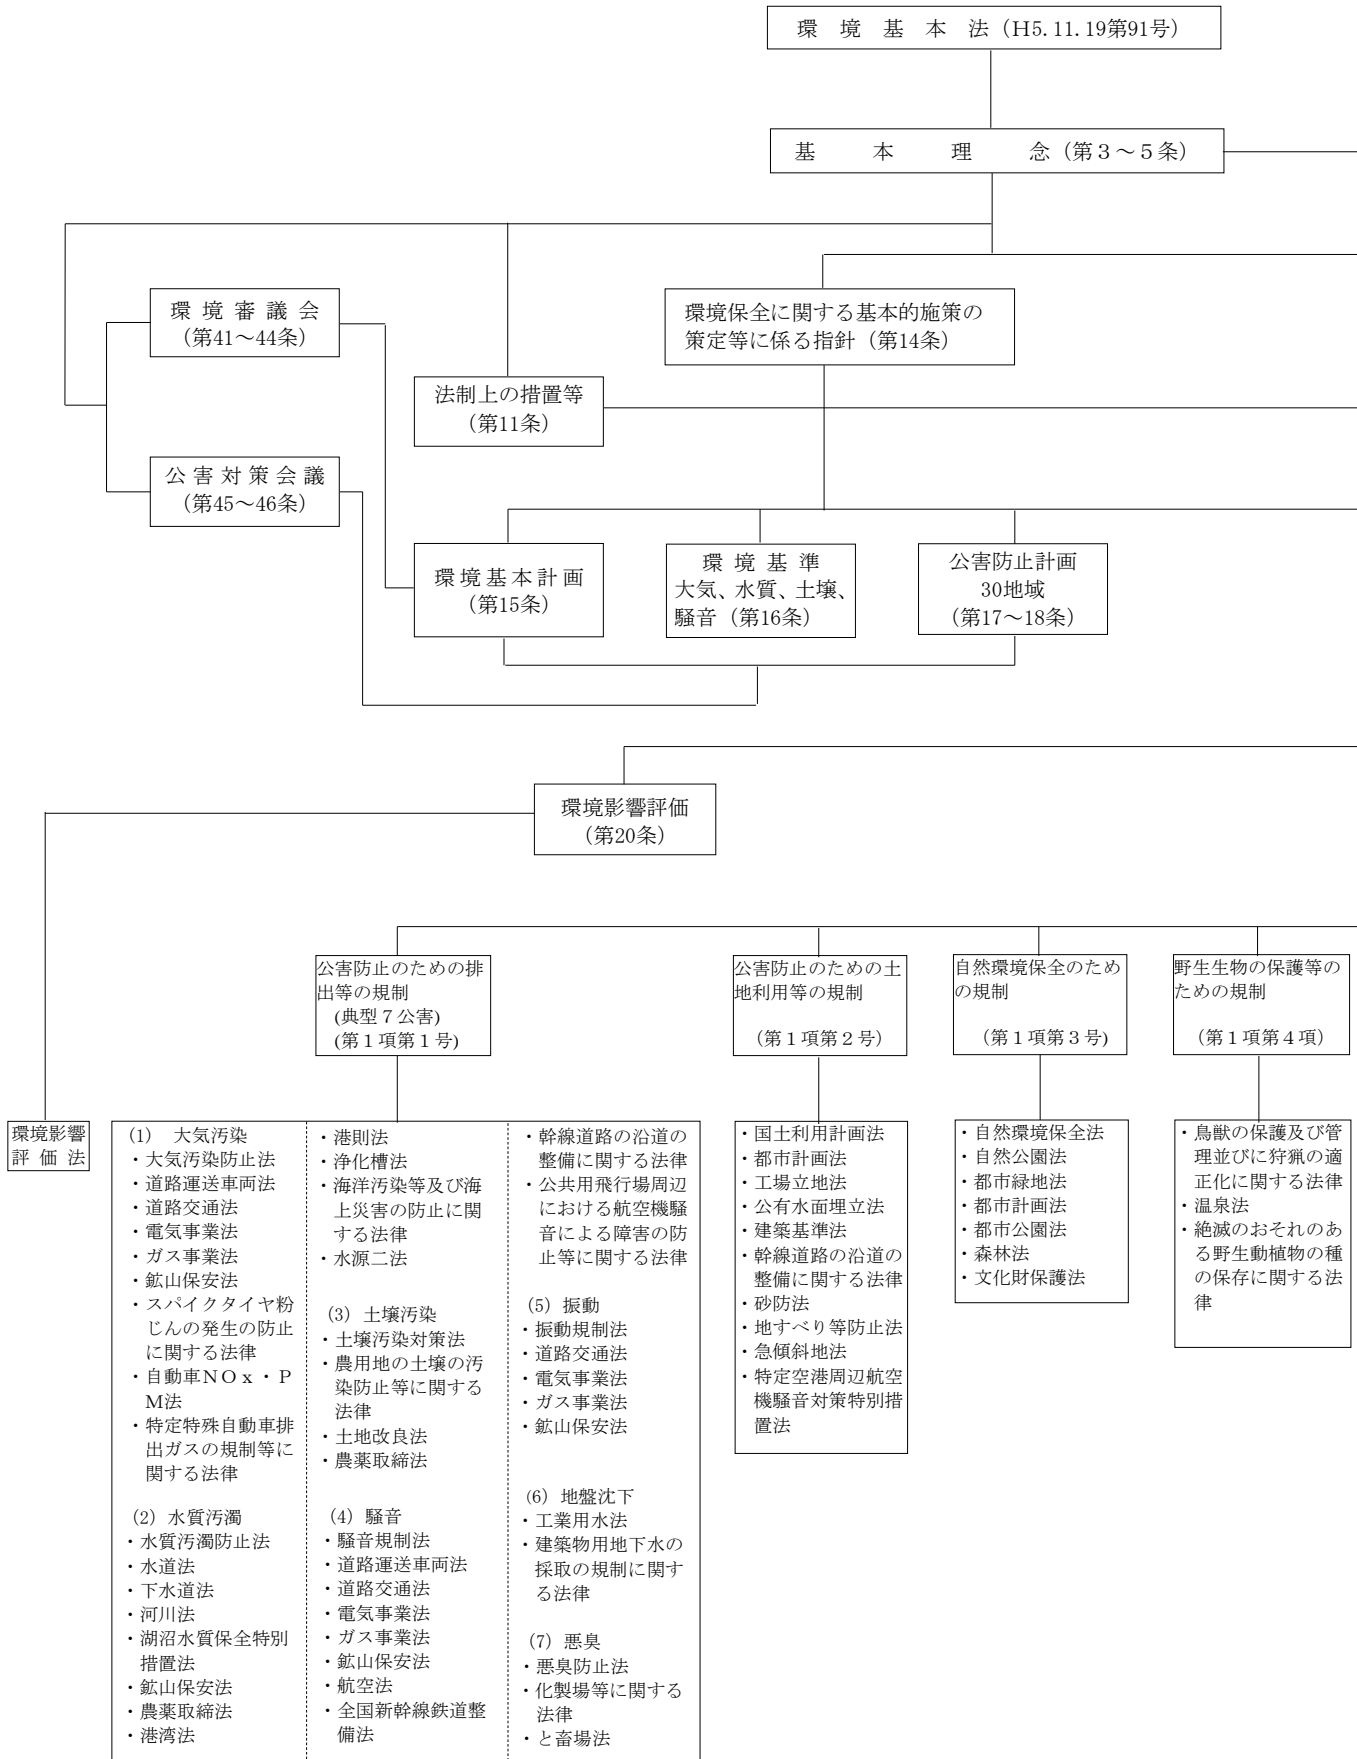 環境基本法（H5.11.19第91号）
基本理念（第３～５条）
環境審議会
（第41～44条）
環境保全に関する基本的施策の
策定等に係る指針（第14条）
法制上の措置等
（第11条）
公害対策会議
（第45～46条）
環境基本計画
（第15条）
環境基準
大気、水質、土壌、
騒音（第16条）
公害防止計画
30地域
（第17～18条）
環境影響評価
（第20条）
公害防止のための排
出等の規制
(典型７公害)
(第１項第１号)
公害防止のための土
地利用等の規制
（第１項第２号）
自然環境保全のため
の規制
（第１項第３号)
野生生物の保護等の
ための規制
（第１項第４項）
環境影響
評価法
(1) 大気汚染
・大気汚染防止法
・道路運送車両法
・道路交通法
・電気事業法
・ガス事業法
・鉱山保安法
・スパイクタイヤ粉
じんの発生の防止
に関する法律
・自動車ＮＯｘ・Ｐ
Ｍ法
・特定特殊自動車排
出ガスの規制等に
関する法律
(2) 水質汚濁
・水質汚濁防止法
・水道法
・下水道法
・河川法
・湖沼水質保全特別
措置法
・鉱山保安法
・農薬取締法
・港湾法
・港則法
・浄化槽法
・海洋汚染等及び海
上災害の防止に関
する法律
・水源二法
(3) 土壌汚染
・土壌汚染対策法
・農用地の土壌の汚
染防止等に関する
法律
・土地改良法
・農薬取締法
(4) 騒音
・騒音規制法
・道路運送車両法
・道路交通法
・電気事業法
・ガス事業法
・鉱山保安法
・航空法
・全国新幹線鉄道整
備法
・幹線道路の沿道の
整備に関する法律
・公共用飛行場周辺
における航空機騒
音による障害の防
止等に関する法律
(5) 振動
・振動規制法
・道路交通法
・電気事業法
・ガス事業法
・鉱山保安法
(6) 地盤沈下
・工業用水法
・建築物用地下水の
採取の規制に関す
る法律
(7) 悪臭
・悪臭防止法
・化製場等に関する
法律
・と畜場法
・国土利用計画法
・都市計画法
・工場立地法
・公有水面埋立法
・建築基準法
・幹線道路の沿道の
整備に関する法律
・砂防法
・地すべり等防止法
・急傾斜地法
・特定空港周辺航空
機騒音対策特別措
置法
・自然環境保全法
・自然公園法
・都市緑地法
・都市計画法
・都市公園法
・森林法
・文化財保護法
・鳥獣の保護及び管
理並びに狩猟の適
正化に関する法律
・温泉法
・絶滅のおそれのあ
る野生動植物の種
の保存に関する法
律